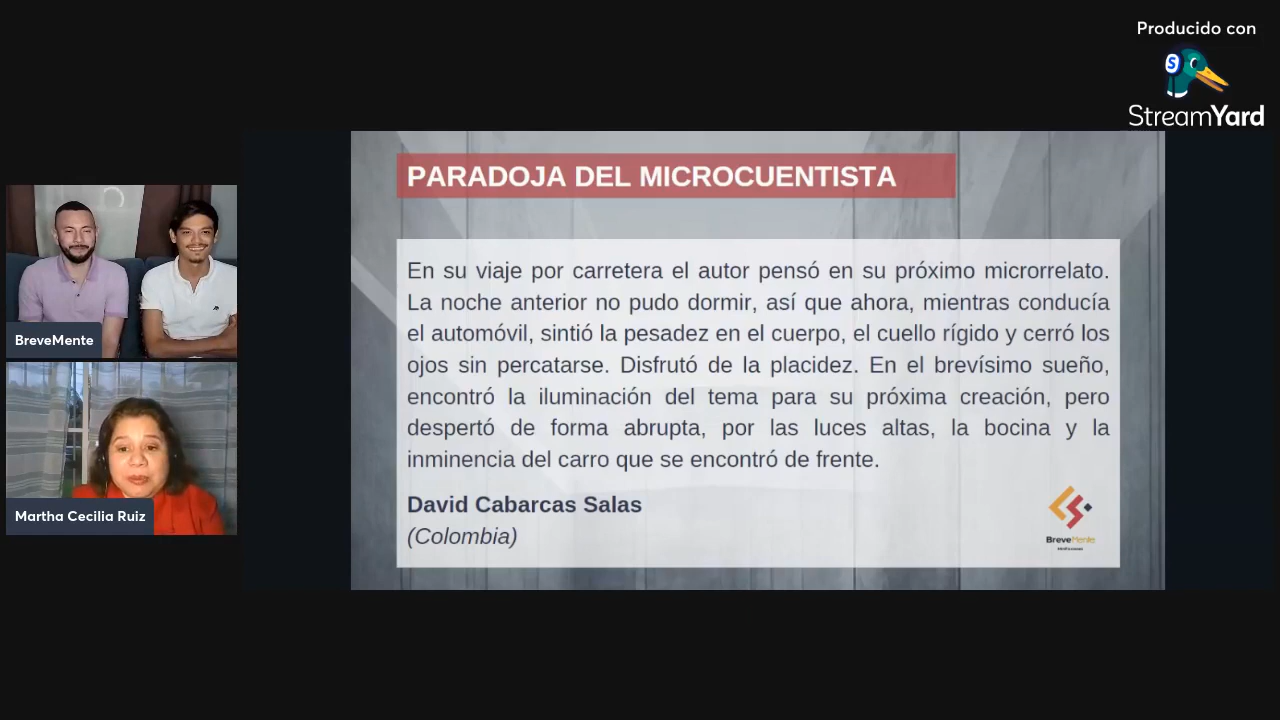 Producido con
S
StreamYard
PARADOJA DEL MICROCUENTISTA
En su viaje por carretera el autor pensó en su próximo microrrelato.
La noche anterior no pudo dormir, así que ahora, mientras conducía
el automóvil, sintió la pesadez en el cuerpo, el cuello rígido y cerró los
ojos sin percatarse. Disfrutó de la placidez. En el brevísimo sueño,
encontró la iluminación del tema para su próxima creación, pero
despertó de forma abrupta, por las luces altas, la bocina y la
inminencia del carro que se encontró de frente.
David Cabarcas Salas
(Colombia)
BreveMente
BreveMente
Martha Cecilia Ruiz